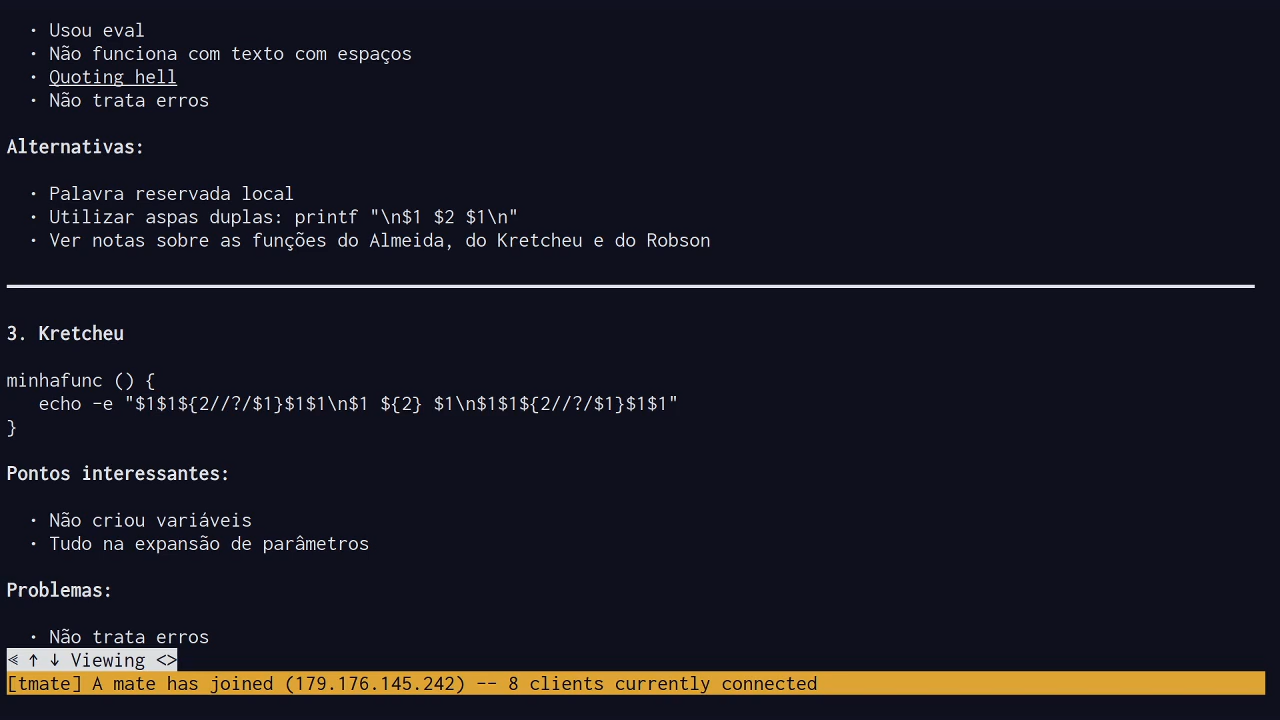 • Usou eval
• Não funciona com texto com espaços
• Quoting hell
• Não trata erros
Alternativas:
• Palavra reservada local
• Utilizar aspas duplas: printf "\n$1 $2 $1\n"
• Ver notas sobre as funções do Almeida, do Kretcheu e do Robson
3. Kretcheu
minhafunc () {
   echo -e "$1$1${2//?/$1}$1$1\n$1 ${2} $1\n$1$1${2//?/$1}$1$1"
}
Pontos interessantes:
• Não criou variáveis
• Tudo na expansão de parâmetros
Problemas:
• Não trata erros
⪡ ↑ ↓ Viewing <>
[tmate] A mate has joined (179.176.145.242) -- 8 clients currently connected